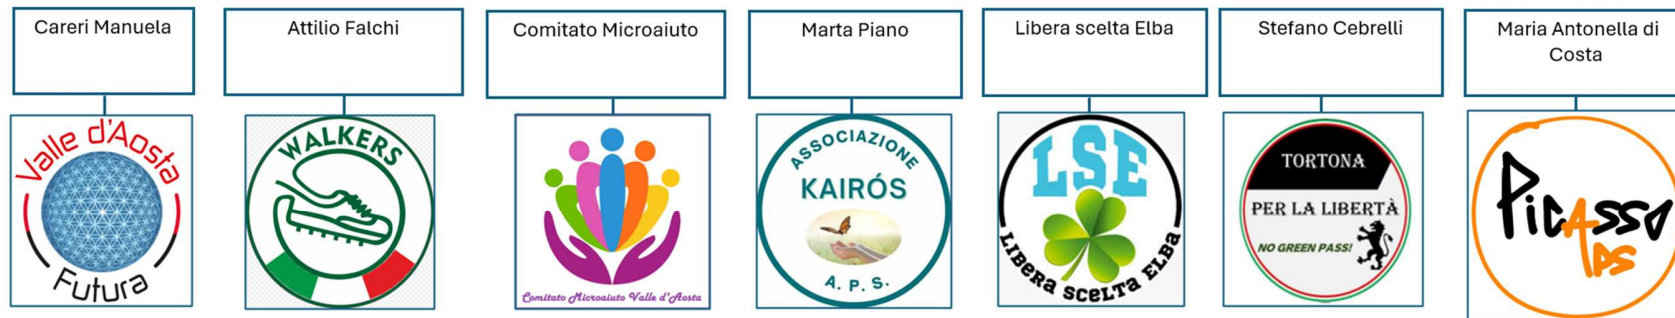 Careri Manuela
Attilio Falchi
Comitato Microaiuto
Marta Piano
Libera scelta Elba
Stefano Cebrelli
Maria Antonella di
Costa
Valle d'Aosta
Futura
WALKERS
Comitato Microaiuto Valle d'Aosta
ASSOCIAZIONE
KAIRÓS
A. P. S.
LSE
LIBERA SCELTA ELBA
TORTONA
PER LA LIBERTÀ
NO GREEN PASS!
PicAsso
APS